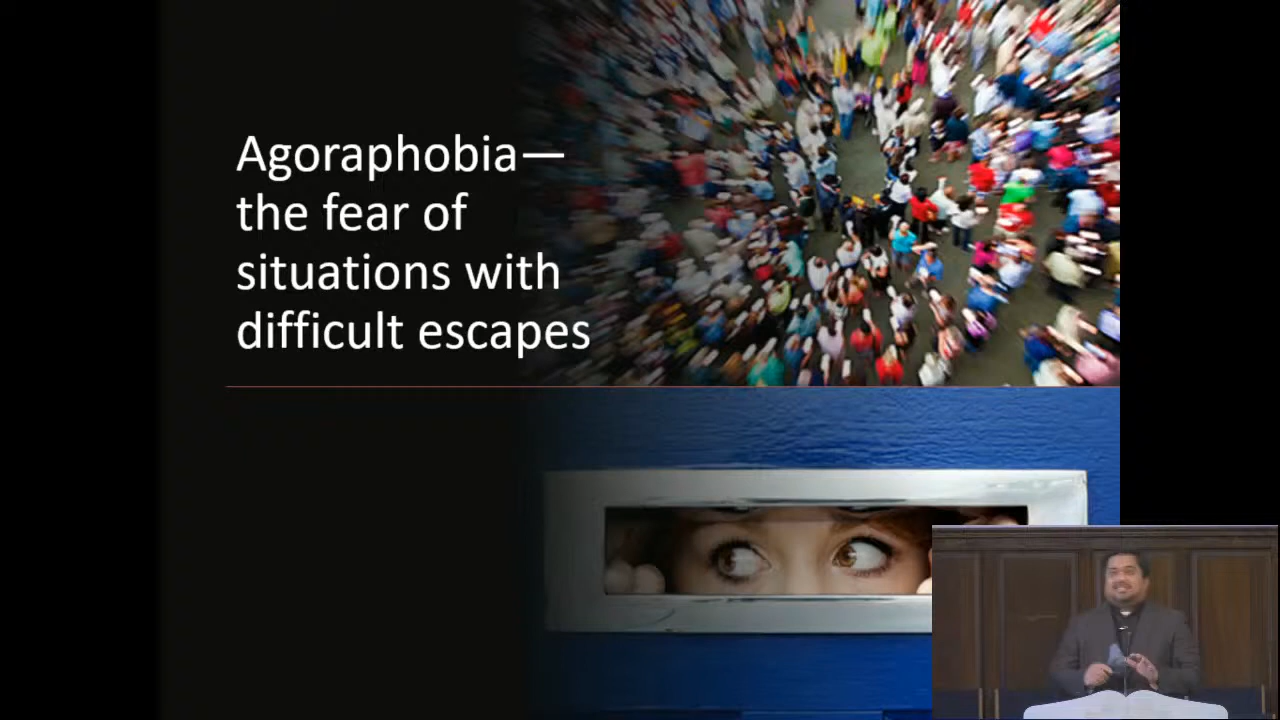 Agoraphobia—
the fear of
situations with
difficult escapes